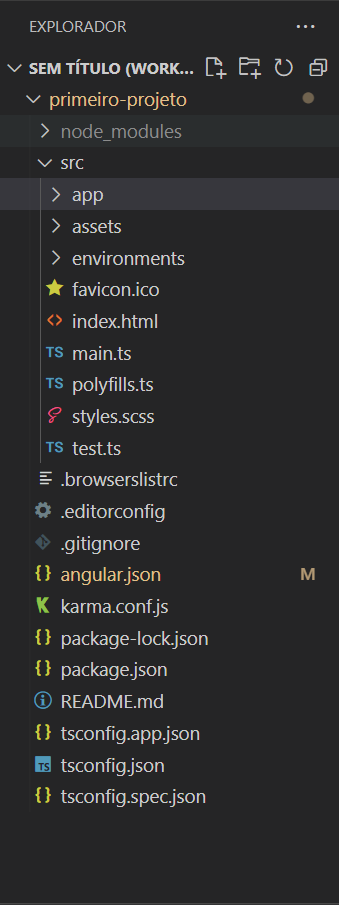 EXPLORADOR
SEM TÍTULO (WORK...
primeiro-projeto
node_modules
src
app
assets
environments
favicon.ico
<> index.html
TS main.ts
TS polyfills.ts
styles.scss
TS test.ts
.browserslistrc
.editorconfig
.gitignore
{} angular.json M
karma.conf.js
{} package-lock.json
{} package.json
README.md
{} tsconfig.app.json
TS tsconfig.json
{} tsconfig.spec.json